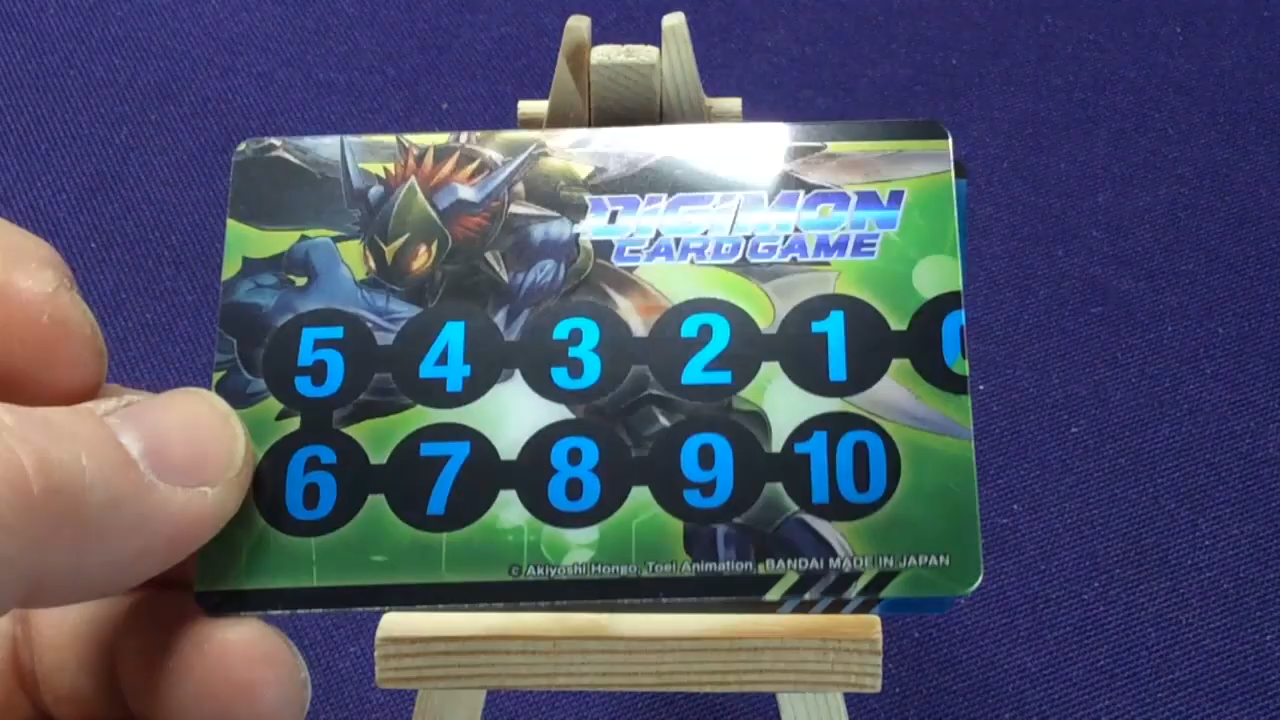 DIGIMON
CARD GAME
5 4 3 2 1 0
6 7 8 9 10
© Akiyoshi Hongo, Toei Animation, BANDAI MADE IN JAPAN